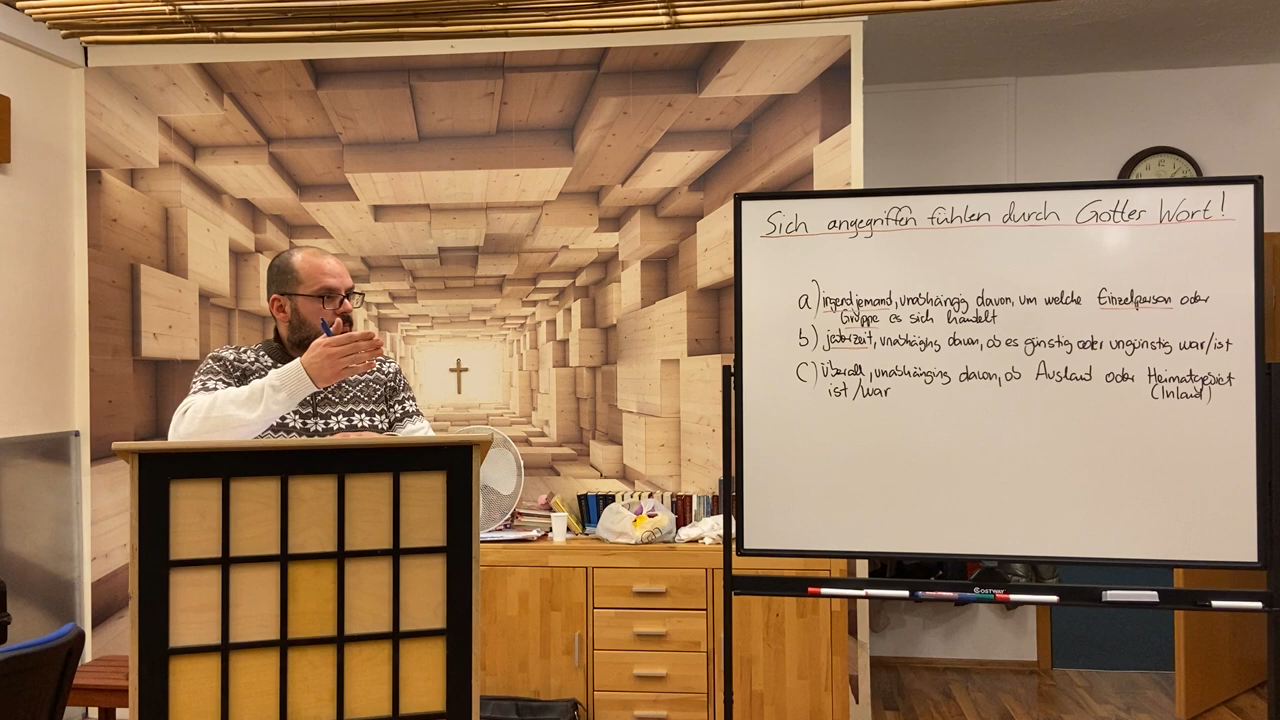 Sich angegriffen fühlen durch Gottes Wort!
a) irgendjemand, unabhängig davon, um welche Einzelperson oder
Gruppe es sich handelt
b) jederzeit, unabhängig davon, ob es günstig oder ungünstig war/ist
c) überall, unabhänging davon, ob Ausland oder Heimatgebiet
ist/war (Inland)
COSTWAY